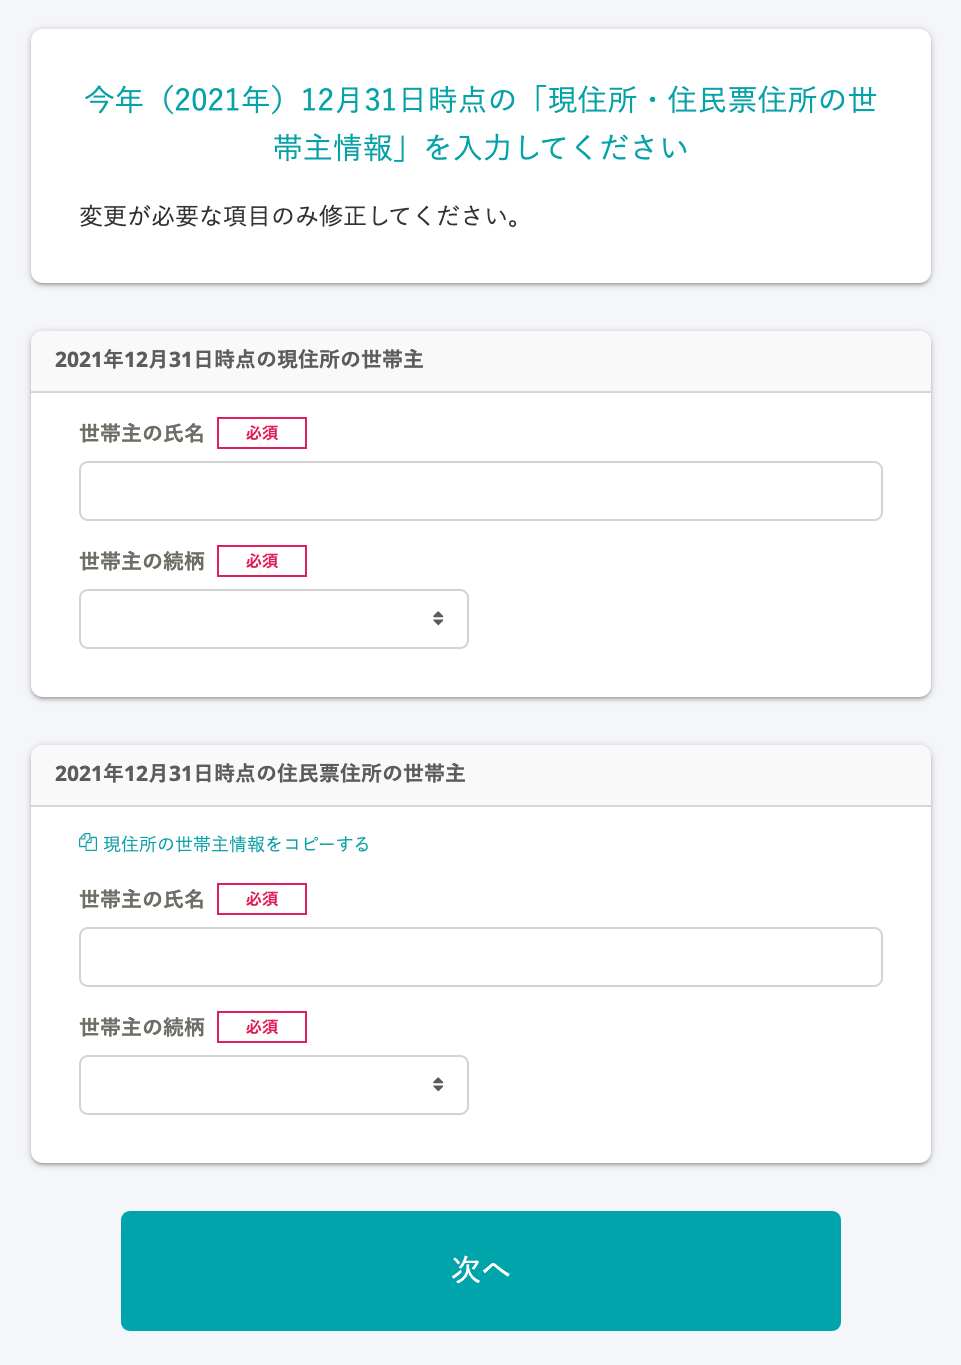 今年（2021年）12月31日時点の「現住所・住民票住所の世
帯主情報」を入力してください
変更が必要な項目のみ修正してください。
2021年12月31日時点の現住所の世帯主
世帯主の氏名 必須
世帯主の続柄 必須
2021年12月31日時点の住民票住所の世帯主
現住所の世帯主情報をコピーする
世帯主の氏名 必須
世帯主の続柄 必須
次へ